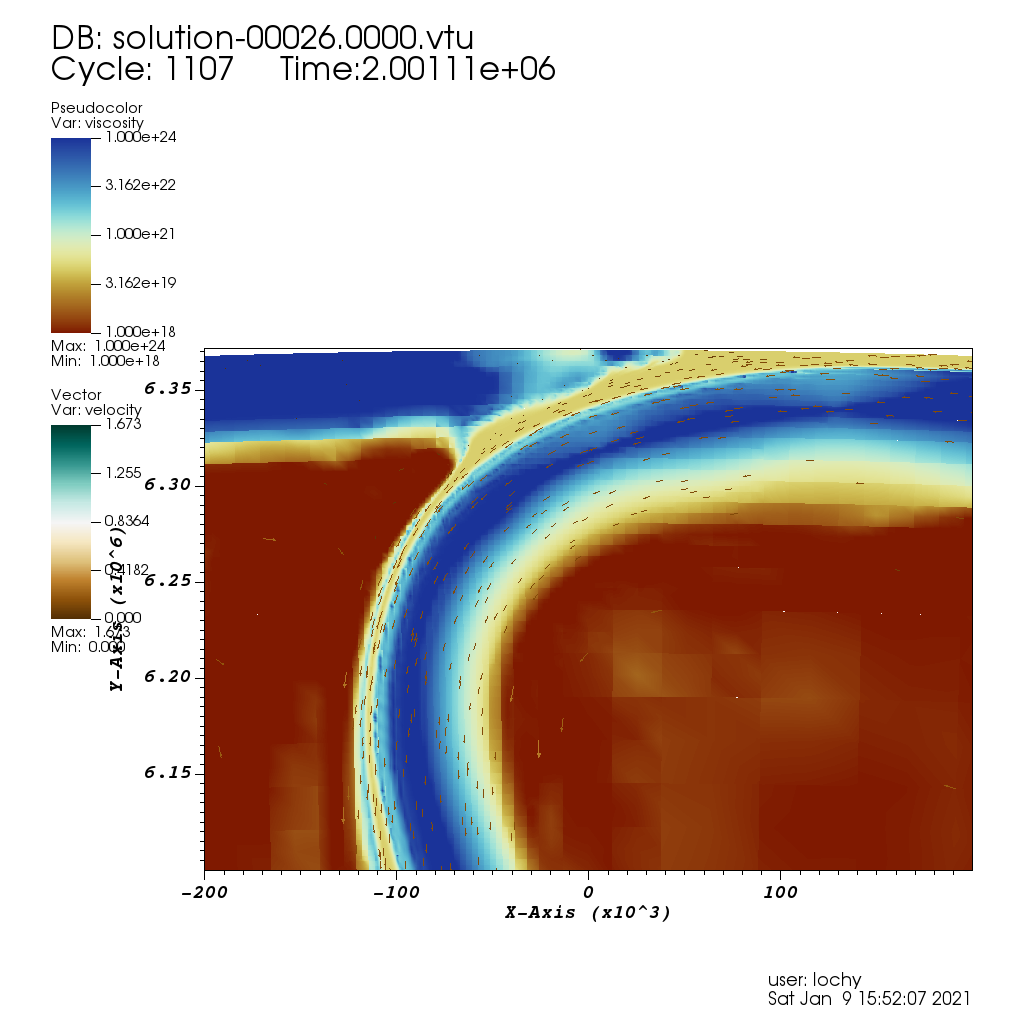 DB: solution-00026.0000.vtu
Cycle: 1107 Time:2.00111e+06
Pseudocolor
Var: viscosity
1.000e+24
3.162e+22
1.000e+21
3.162e+19
1.000e+18
Max: 1.000e+24
Min: 1.000e+18
Vector
Var: velocity
1.673
1.255
0.8364
0.4182
0.000
Max: 1.673
Min: 0.000
Y-Axis (x10^6)
6.35
6.30
6.25
6.20
6.15
-200
-100
0
100
X-Axis (x10^3)
user: lochy
Sat Jan 9 15:52:07 2021